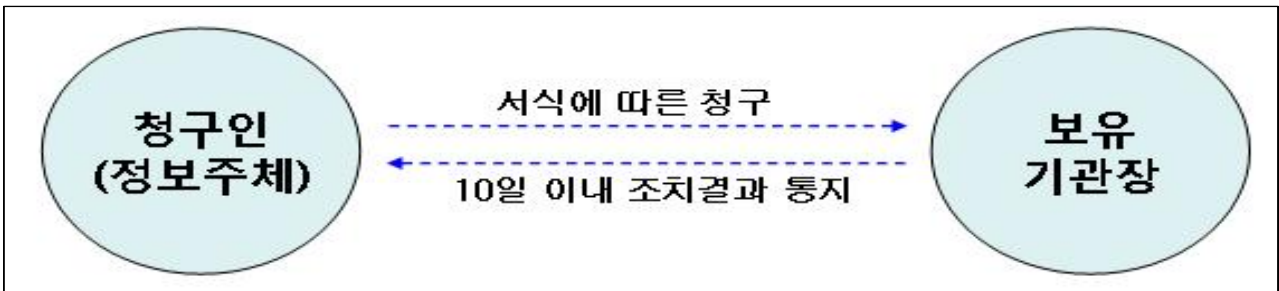 청구인
(정보주체)
서식에 따른 청구
10일 이내 조치결과 통지
보유
기관장